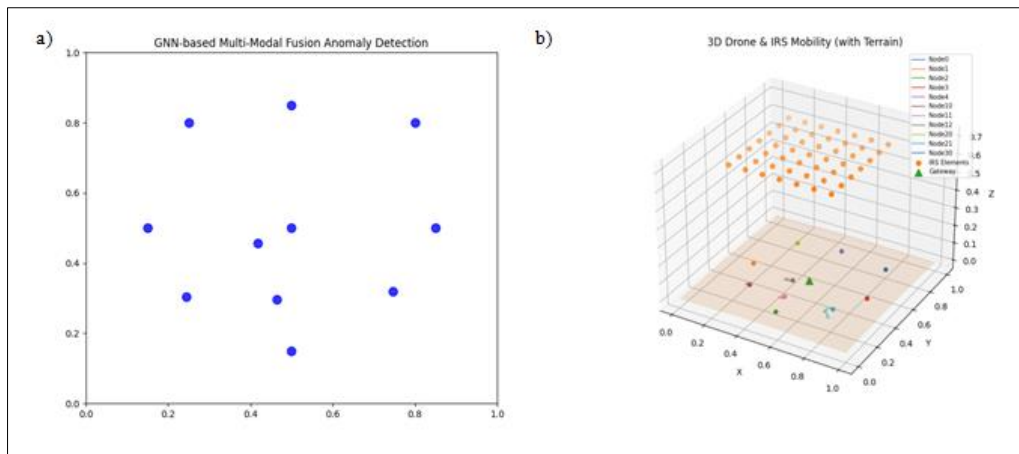 a)
GNN-based Multi-Modal Fusion Anomaly Detection
1.0
0.8
0.6
0.4
0.2
0.0
0.0 0.2 0.4 0.6 0.8 1.0
b)
3D Drone & IRS Mobility (with Terrain)
Node0
Node1
Node2
Node3
Node4
Node10
Node11
Node12
Node20
Node21
Node30
IRS Elements
Gateway
0.7
0.6
0.5
0.4
0.3
0.2
0.1
0.0
Z
0.0 0.2 0.4 0.6 0.8 1.0
X
0.0 0.2 0.4 0.6 0.8 1.0
Y